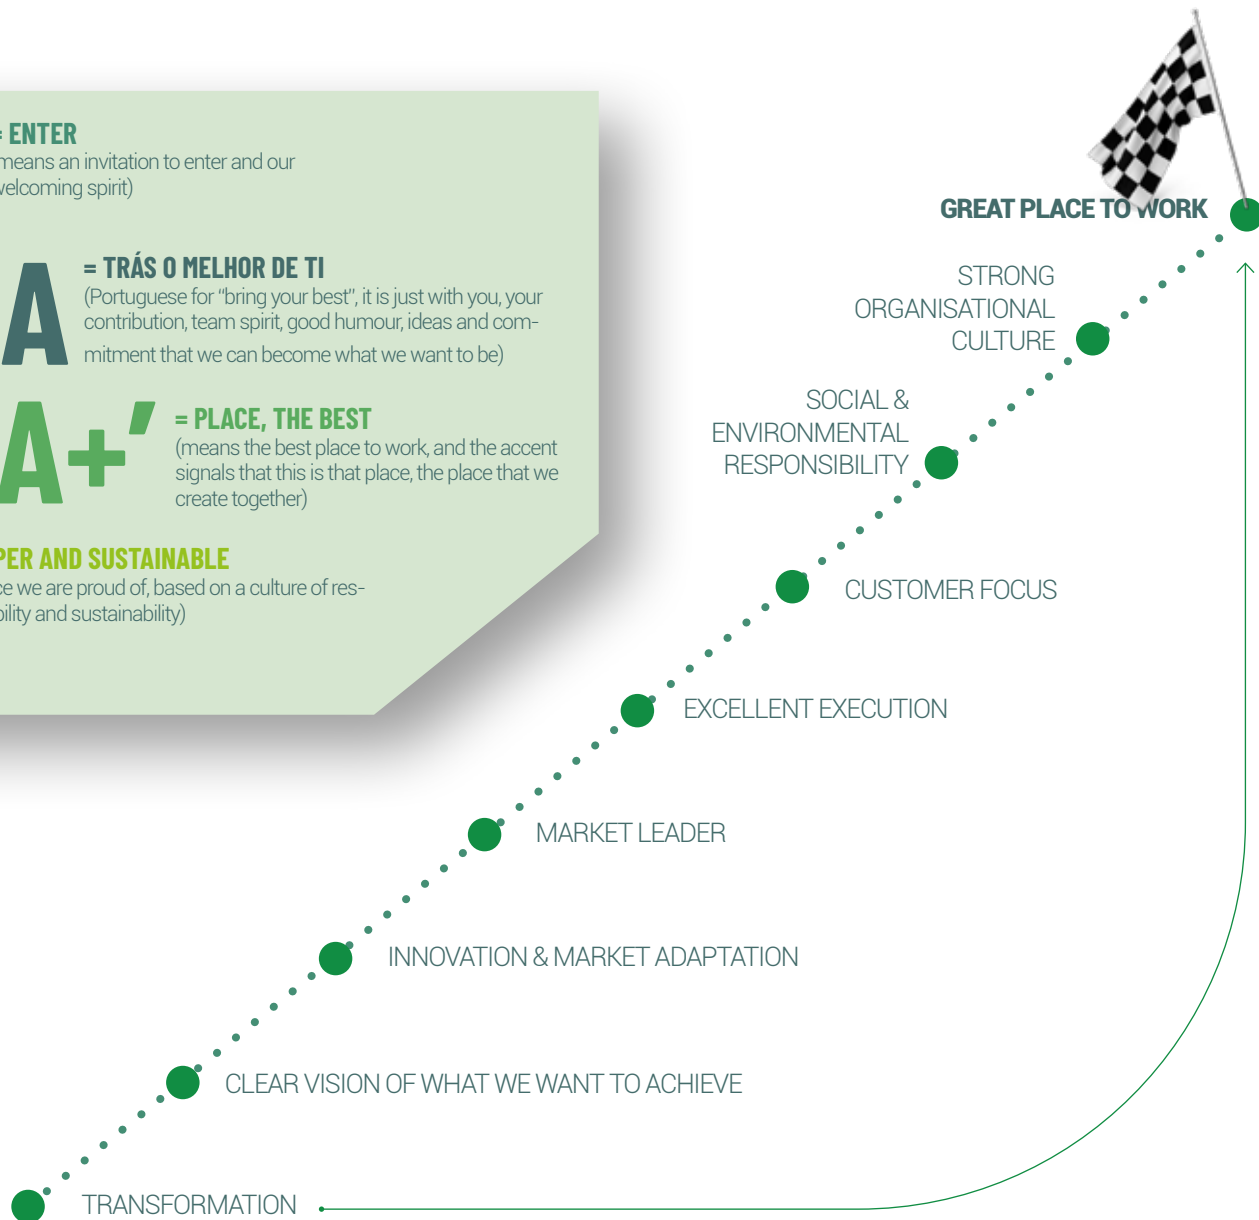 = ENTER
means an invitation to enter and our
welcoming spirit)
A
= TRÁS O MELHOR DE TI
(Portuguese for “bring your best”, it is just with you, your
contribution, team spirit, good humour, ideas and com-
mitment that we can become what we want to be)
A+’
= PLACE, THE BEST
(means the best place to work, and the accent
signals that this is that place, the place that we
create together)
PER AND SUSTAINABLE
ce we are proud of, based on a culture of res-
bility and sustainability)
GREAT PLACE TO WORK
STRONG
ORGANISATIONAL
CULTURE
SOCIAL &
ENVIRONMENTAL
RESPONSIBILITY
CUSTOMER FOCUS
EXCELLENT EXECUTION
MARKET LEADER
INNOVATION & MARKET ADAPTATION
CLEAR VISION OF WHAT WE WANT TO ACHIEVE
TRANSFORMATION